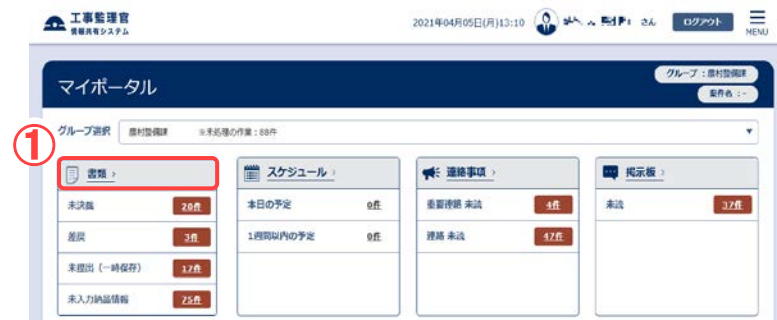 工事監理官
情報共有システム
2021年04月05日(月)13:10
さん
ログアウト
MENU
マイポータル
グループ:農村整備課
案件名:-
グループ選択
農村整備課 ※未処理の作業:88件
①
書類 ›
スケジュール ›
連絡事項 ›
掲示板 ›
未決裁 20件
本日の予定 0件
重要連絡 未読 4件
未読 37件
差戻 3件
1週間以内の予定 0件
連絡 未読 47件
未提出(一時保存) 17件
未入力納品情報 25件